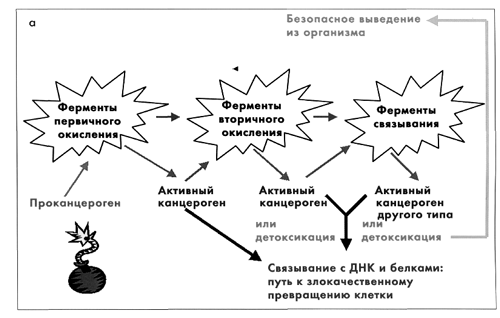 а
Безопасное выведение
из организма
Ферменты
первичного
окисления
Ферменты
вторичного
окисления
Ферменты
связывания
Проканцероген
Активный
канцероген
Активный
канцероген
или
детоксикация
Активный
канцероген
другого типа
или
детоксикация
Связывание с ДНК и белками:
путь к злокачественному
превращению клетки